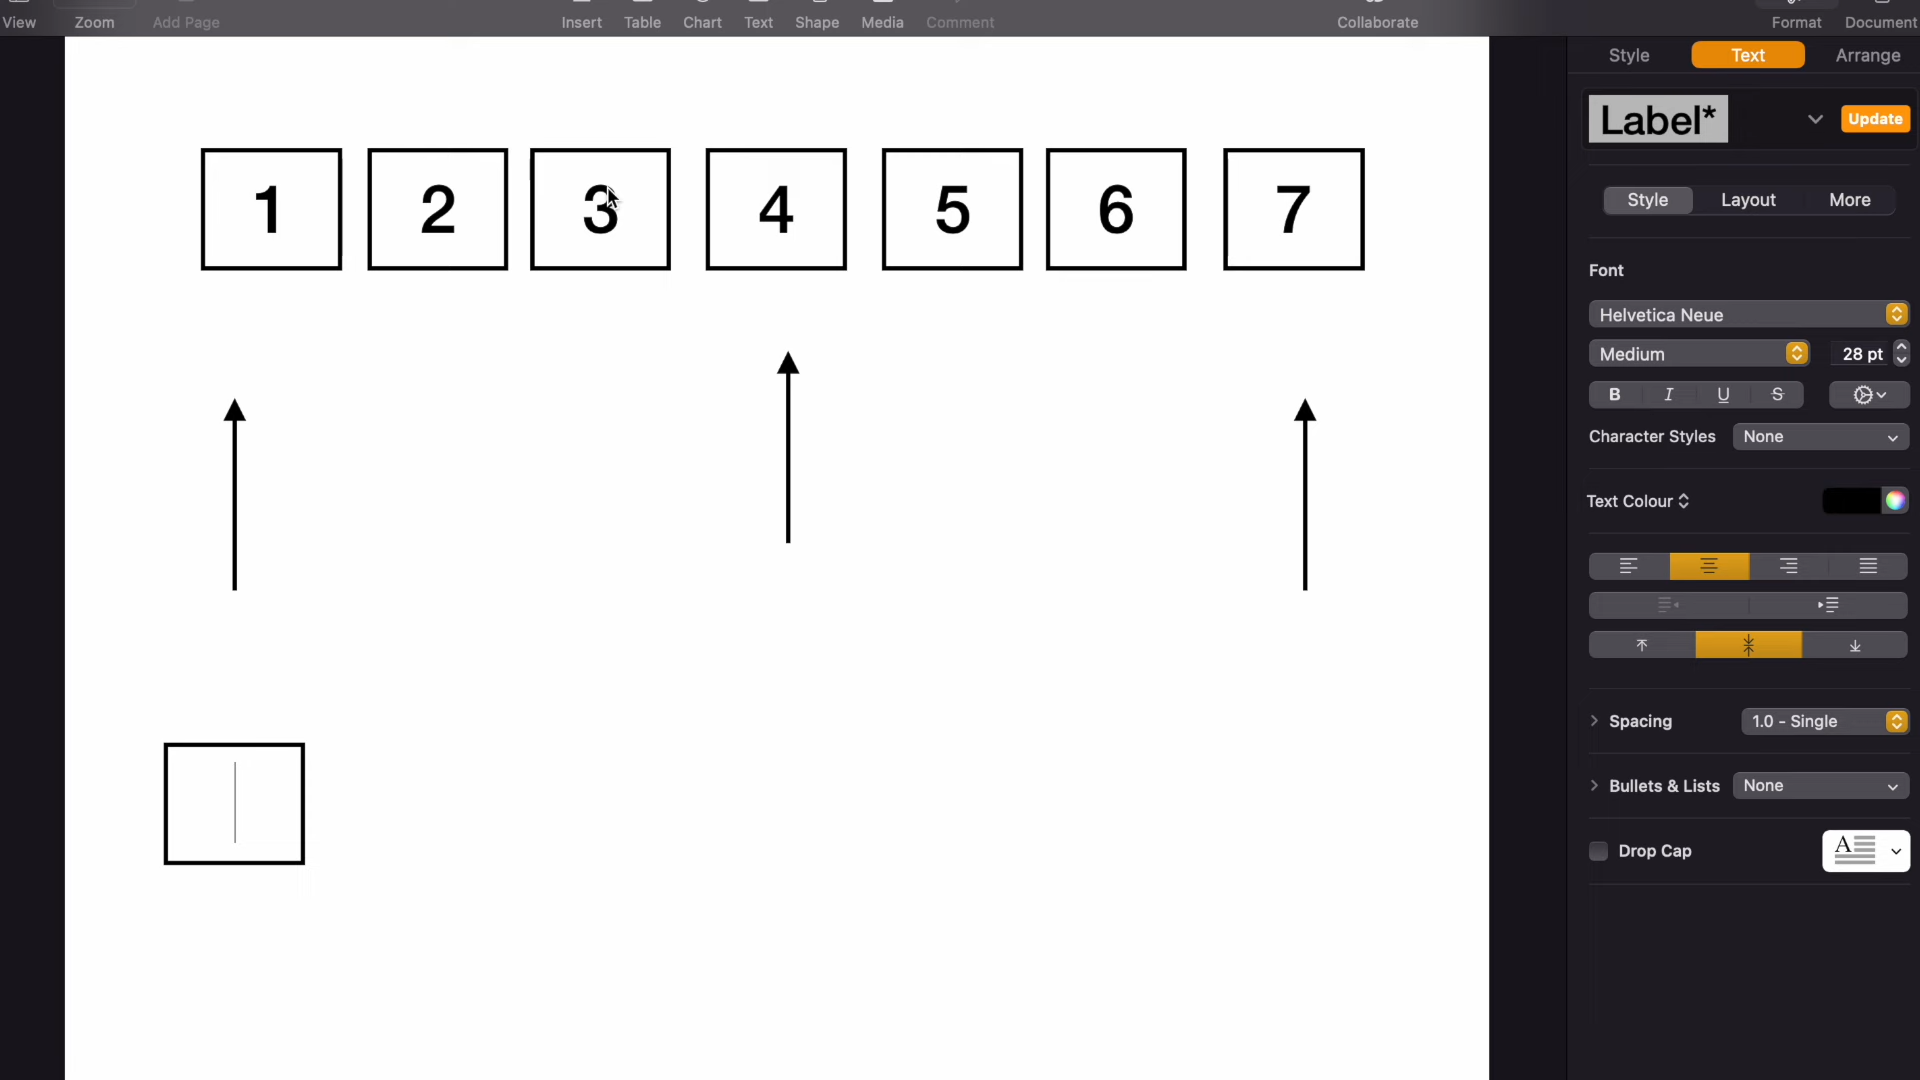 View Zoom Add Page Insert Table Chart Text Shape Media Comment Collaborate Format Document
Style Text Arrange
Label* Update
1 2 3 4 5 6 7
Style Layout More
Font
Helvetica Neue
Medium 28 pt
B I U S
Character Styles None
Text Colour
Spacing 1.0 - Single
Bullets & Lists None
Drop Cap A